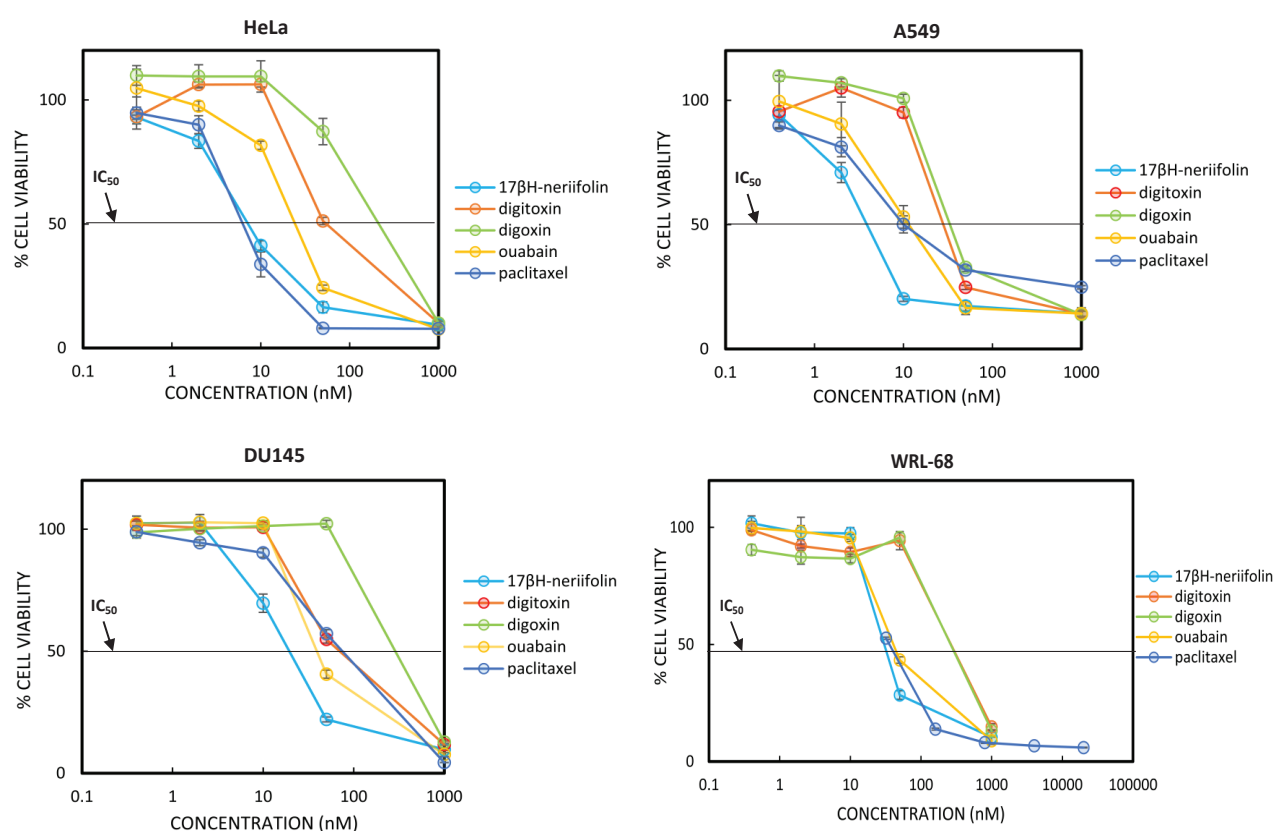 HeLa
% CELL VIABILITY
100
50
0
IC50
0.1 1 10 100 1000
CONCENTRATION (nM)
17βH-neriifolin
digitoxin
digoxin
ouabain
paclitaxel
A549
% CELL VIABILITY
100
50
0
IC50
0.1 1 10 100 1000
CONCENTRATION (nM)
17βH-neriifolin
digitoxin
digoxin
ouabain
paclitaxel
DU145
% CELL VIABILITY
100
50
0
IC50
0.1 1 10 100 1000
CONCENTRATION (nM)
17βH-neriifolin
digitoxin
digoxin
ouabain
paclitaxel
WRL-68
% CELL VIABILITY
100
50
0
IC50
0.1 1 10 100 1000 10000 100000
CONCENTRATION (nM)
17βH-neriifolin
digitoxin
digoxin
ouabain
paclitaxel